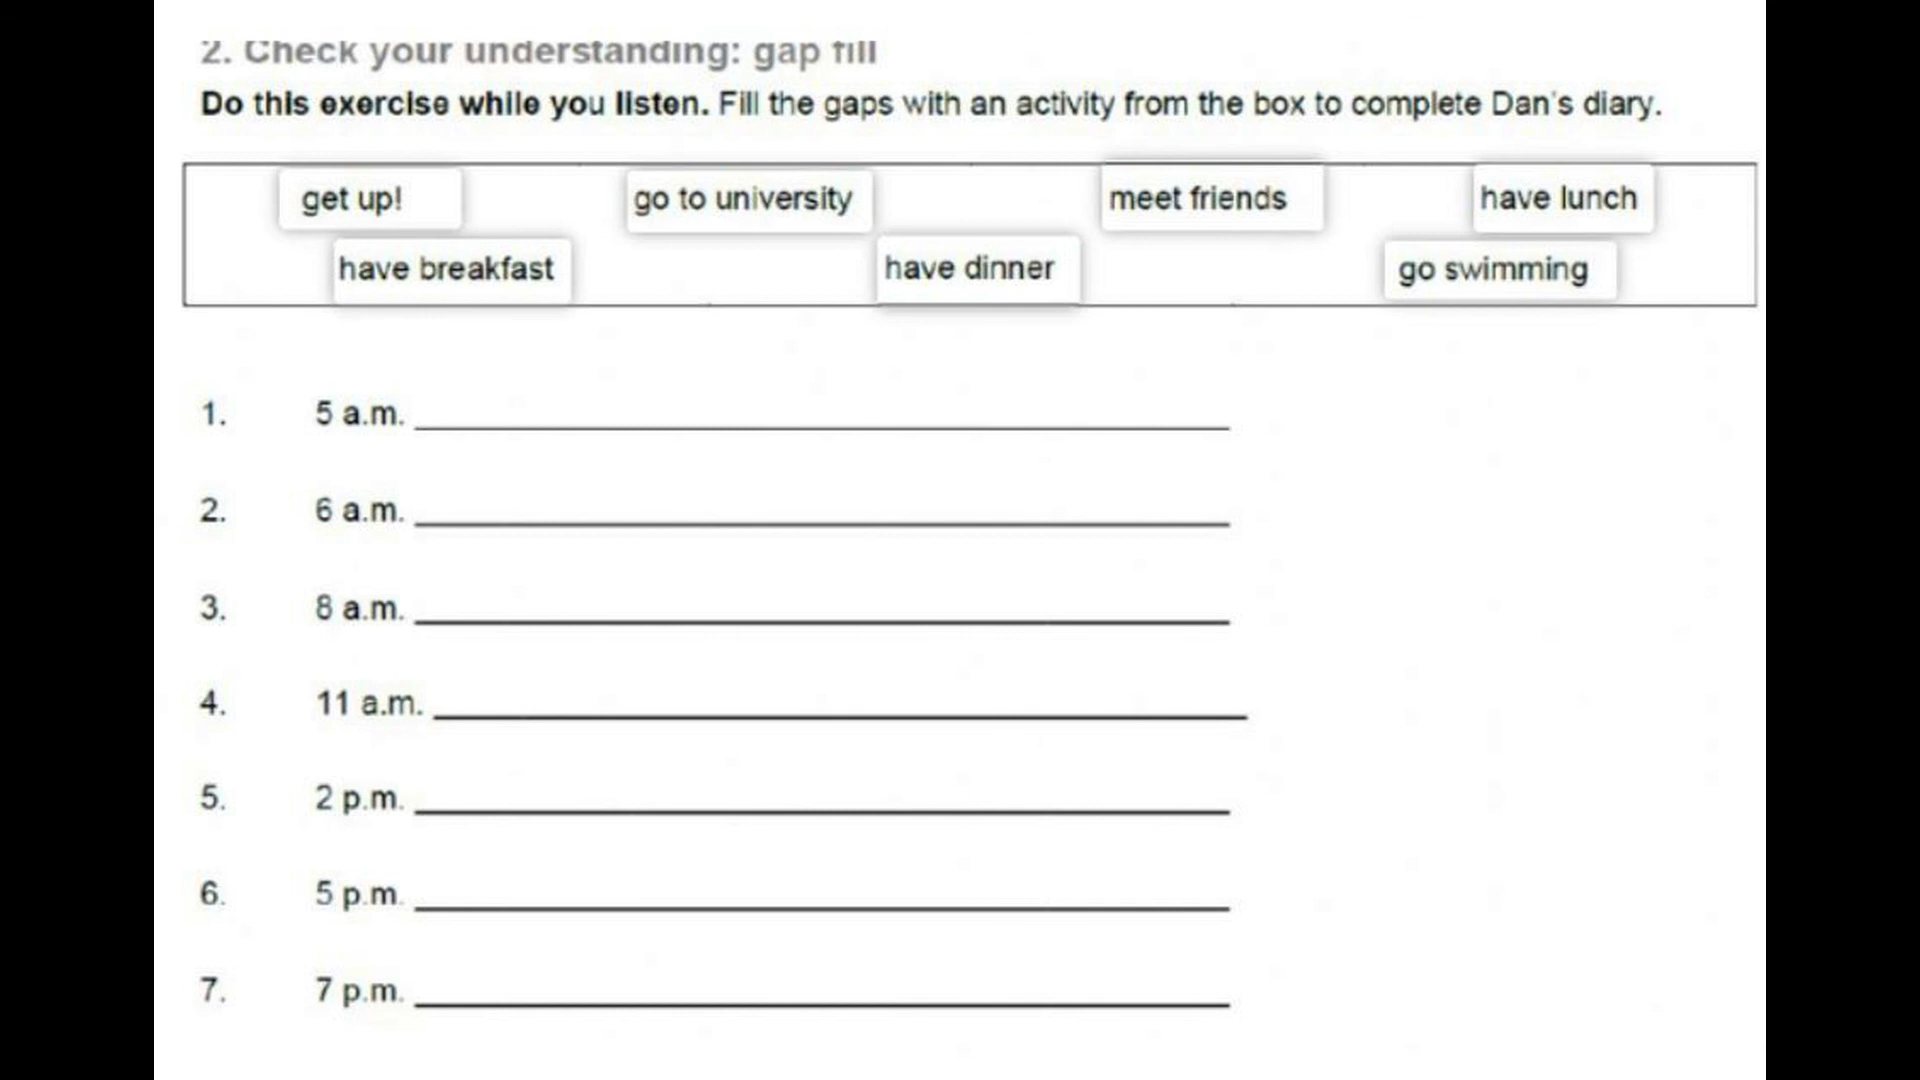 2. Check your understanding: gap fill
Do this exercise while you listen. Fill the gaps with an activity from the box to complete Dan's diary.
get up! go to university meet friends have lunch
have breakfast have dinner go swimming
1. 5 a.m.
2. 6 a.m.
3. 8 a.m.
4. 11 a.m.
5. 2 p.m.
6. 5 p.m.
7. 7 p.m.